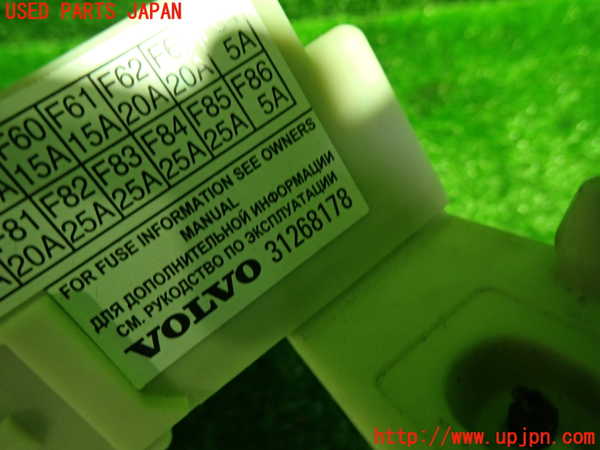 USED PARTS JAPAN
F60 F61 F62 5A
15A 15A 20A 20A
F81 F82 F83 F84 F85 F86
20A 25A 25A 25A 25A 5A
FOR FUSE INFORMATION SEE OWNERS
MANUAL
ДЛЯ ДОПОЛНИТЕЛЬНОЙ ИНФОРМАЦИИ
СМ. РУКОДСТВО ПО ЭКСПЛУАТАЦИИ
VOLVO 31268178
http://www.upjpn.com/